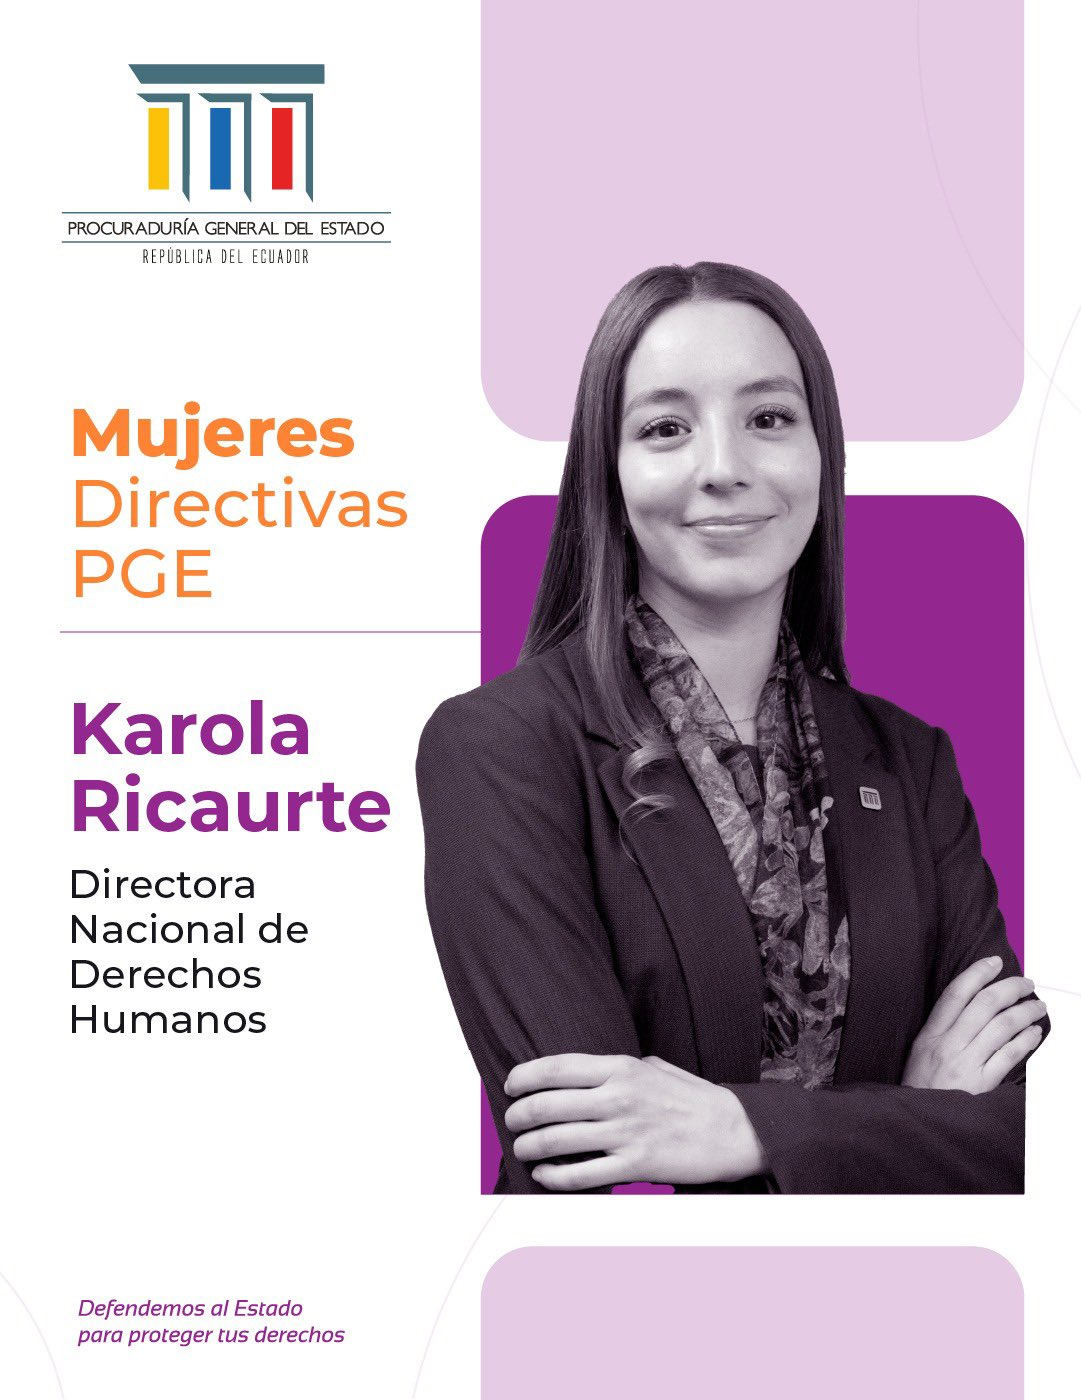 PROCURADURÍA GENERAL DEL ESTADO
REPÚBLICA DEL ECUADOR
Mujeres
Directivas
PGE
Karola
Ricaurte
Directora
Nacional de
Derechos
Humanos
Defendemos al Estado
para proteger tus derechos